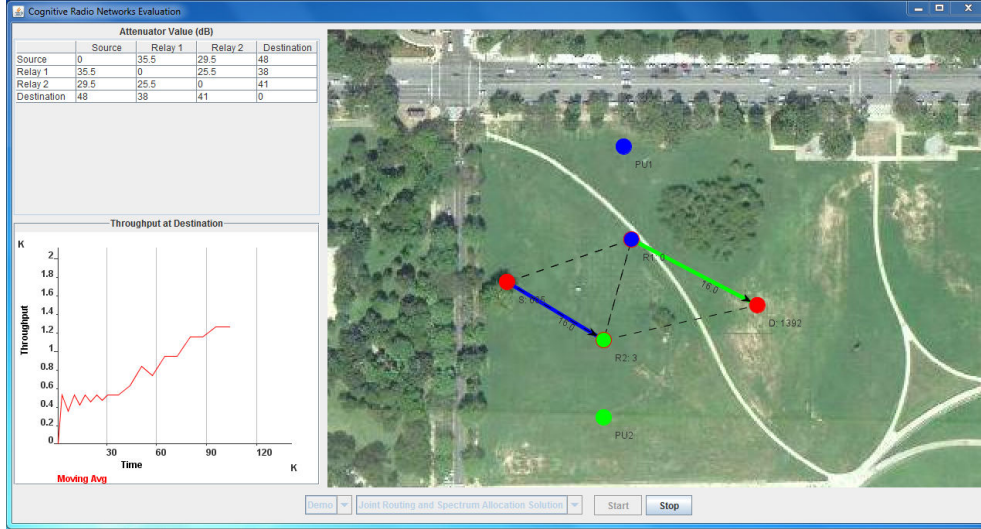 Cognitive Radio Networks Evaluation
Attenuator Value (dB)
Source Relay 1 Relay 2 Destination
Source 0 35.5 29.5 48
Relay 1 35.5 0 25.5 38
Relay 2 29.5 25.5 0 41
Destination 48 38 41 0
Throughput at Destination
K
2
1.8
1.6
1.4
1.2
1
0.8
0.6
0.4
0.2
0
Throughput
30 60 90 120
Time
K
Moving Avg
PU1
R1: 0
16.0
16.0
D: 1392
R2: 3
PU2
Demo
Joint Routing and Spectrum Allocation Solution
Start
Stop